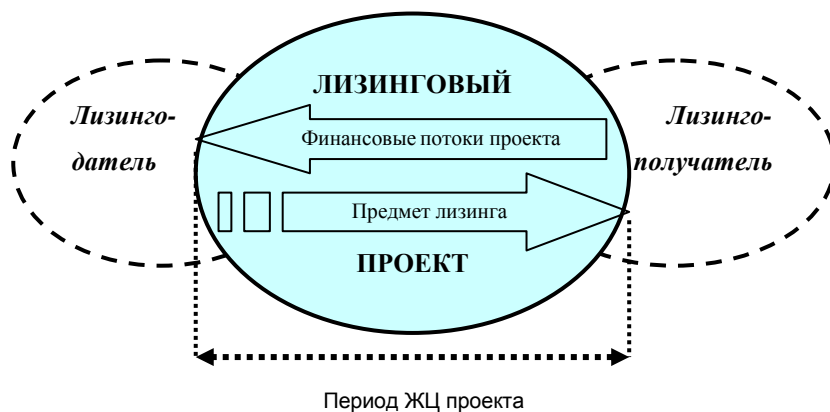 ЛИЗИНГОВЫЙ
Лизинго-
датель
Финансовые потоки проекта
Лизинго-
получатель
Предмет лизинга
ПРОЕКТ
Период ЖЦ проекта